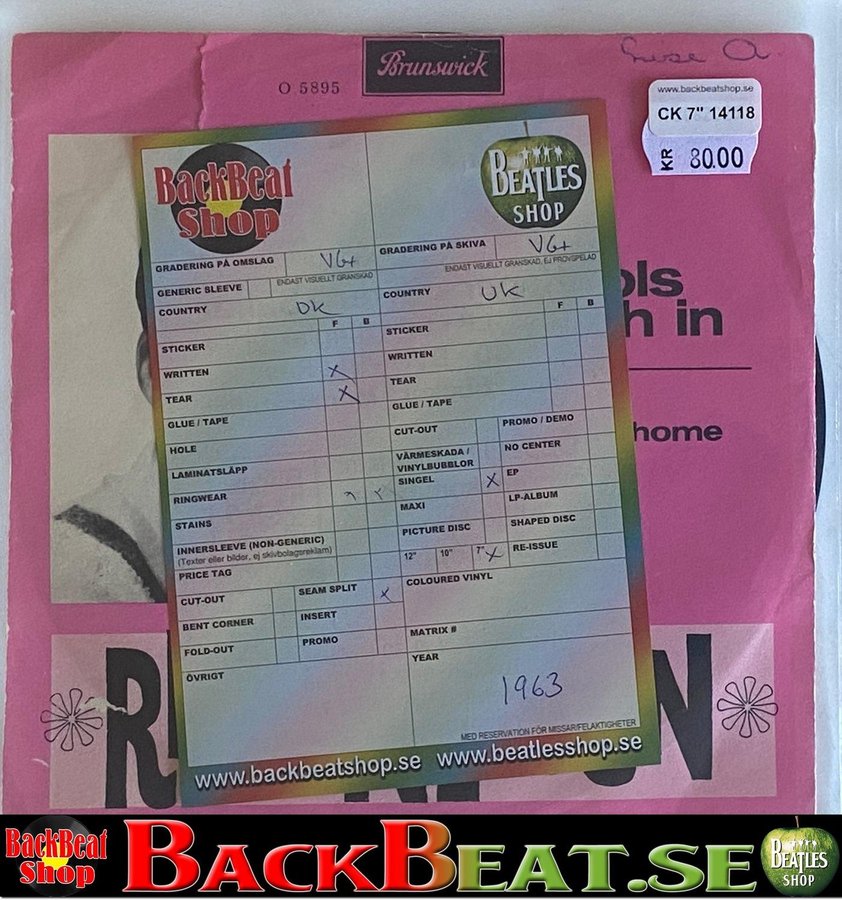 Brunswick
O 5895
www.backbeatshop.se
CK 7" 14118
KR 80.00
BackBeat Shop
BEATLES SHOP
GRADERING PÅ OMSLAG VG+
ENDAST VISUELLT GRANSKAD
GENERIC SLEEVE
COUNTRY DK
F B
STICKER
WRITTEN X
TEAR X
GLUE / TAPE
HOLE
LAMINATSLÄPP
RINGWEAR
STAINS
INNERSLEEVE (NON-GENERIC)
(Texter eller bilder, ej skivbolagsreklam)
PRICE TAG
CUT-OUT
SEAM SPLIT X
BENT CORNER
INSERT
FOLD-OUT
PROMO
ÖVRIGT
GRADERING PÅ SKIVA VG+
ENDAST VISUELLT GRANSKAD, EJ PROVSPELAD
COUNTRY UK
F B
STICKER
WRITTEN
TEAR
GLUE / TAPE
CUT-OUT
PROMO / DEMO
VÄRMESKADA /
VINYLBUBBLOR
NO CENTER
SINGEL X
EP
MAXI
LP-ALBUM
PICTURE DISC
SHAPED DISC
12" 10" 7" X
RE-ISSUE
COLOURED VINYL
MATRIX #
YEAR
1963
MED RESERVATION FÖR MISSAR/FELAKTIGHETER
www.backbeatshop.se www.beatlesshop.se
ols
h in
home
BackBeat Shop
BACKBEAT.SE
BEATLES SHOP